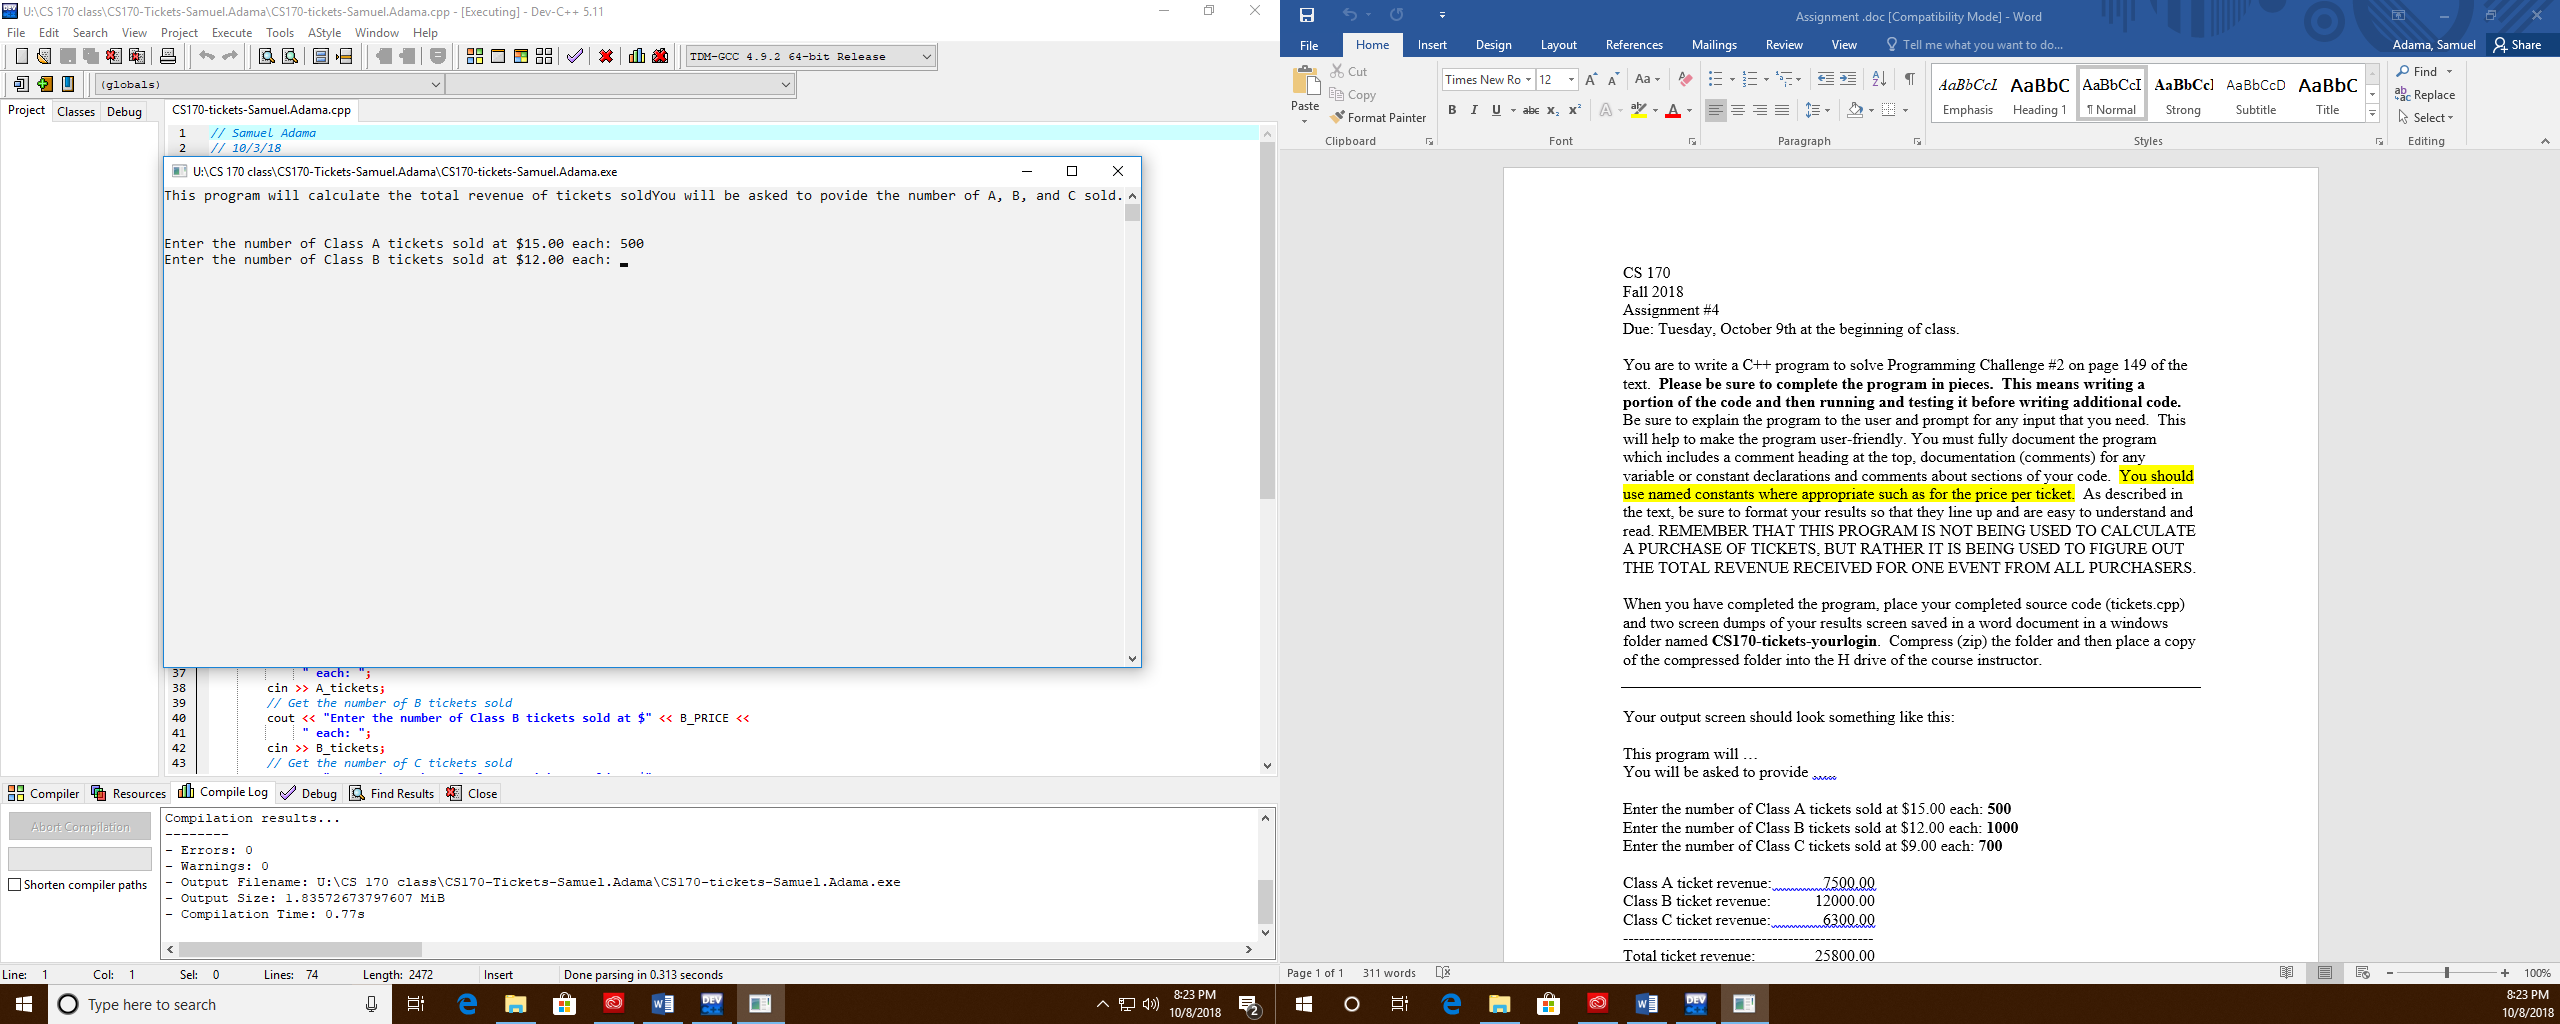 U:\CS 170 class\CS170-Tickets-Samuel.Adama\CS170-tickets-Samuel.Adama.cpp - [Executing] - Dev-C++ 5.11
File Edit Search View Project Execute Tools AStyle Window Help
TDM-GCC 4.9.2 64-bit Release
(globals)
Project Classes Debug
CS170-tickets-Samuel.Adama.cpp
1 // Samuel Adama
2 // 10/3/18
U:\CS 170 class\CS170-Tickets-Samuel.Adama\CS170-tickets-Samuel.Adama.exe
This program will calculate the total revenue of tickets soldYou will be asked to povide the number of A, B, and C sold.
Enter the number of Class A tickets sold at $15.00 each: 500
Enter the number of Class B tickets sold at $12.00 each:
37 " each: ";
38 cin >> A_tickets;
39 // Get the number of B tickets sold
40 cout << "Enter the number of Class B tickets sold at $" << B_PRICE <<
41 " each: ";
42 cin >> B_tickets;
43 // Get the number of C tickets sold
Compiler Resources Compile Log Debug Find Results Close
Abort Compilation
Shorten compiler paths
Compilation results...
--------
- Errors: 0
- Warnings: 0
- Output Filename: U:\CS 170 class\CS170-Tickets-Samuel.Adama\CS170-tickets-Samuel.Adama.exe
- Output Size: 1.83572673797607 MiB
- Compilation Time: 0.77s
Line: 1 Col: 1 Sel: 0 Lines: 74 Length: 2472 Insert Done parsing in 0.313 seconds
Type here to search
8:23 PM
10/8/2018
2
Assignment .doc [Compatibility Mode] - Word
File Home Insert Design Layout References Mailings Review View Tell me what you want to do... Adama, Samuel Share
Paste
Cut
Copy
Format Painter
Clipboard
Times New Ro 12
Font
Paragraph
AaBbCcI AaBbC AaBbCcI AaBbCcI AaBbCcD AaBbC
Emphasis Heading 1 ¶ Normal Strong Subtitle Title
Styles
Find
Replace
Select
Editing
CS 170
Fall 2018
Assignment #4
Due: Tuesday, October 9th at the beginning of class.
You are to write a C++ program to solve Programming Challenge #2 on page 149 of the
text. Please be sure to complete the program in pieces. This means writing a
portion of the code and then running and testing it before writing additional code.
Be sure to explain the program to the user and prompt for any input that you need. This
will help to make the program user-friendly. You must fully document the program
which includes a comment heading at the top, documentation (comments) for any
variable or constant declarations and comments about sections of your code. You should
use named constants where appropriate such as for the price per ticket. As described in
the text, be sure to format your results so that they line up and are easy to understand and
read. REMEMBER THAT THIS PROGRAM IS NOT BEING USED TO CALCULATE
A PURCHASE OF TICKETS, BUT RATHER IT IS BEING USED TO FIGURE OUT
THE TOTAL REVENUE RECEIVED FOR ONE EVENT FROM ALL PURCHASERS.
When you have completed the program, place your completed source code (tickets.cpp)
and two screen dumps of your results screen saved in a word document in a windows
folder named CS170-tickets-yourlogin. Compress (zip) the folder and then place a copy
of the compressed folder into the H drive of the course instructor.
Your output screen should look something like this:
This program will …
You will be asked to provide .....
Enter the number of Class A tickets sold at $15.00 each: 500
Enter the number of Class B tickets sold at $12.00 each: 1000
Enter the number of Class C tickets sold at $9.00 each: 700
Class A ticket revenue: 7500.00
Class B ticket revenue: 12000.00
Class C ticket revenue: 6300.00
-----------------------------------------------
Total ticket revenue: 25800.00
Page 1 of 1 311 words 100%
8:23 PM
10/8/2018